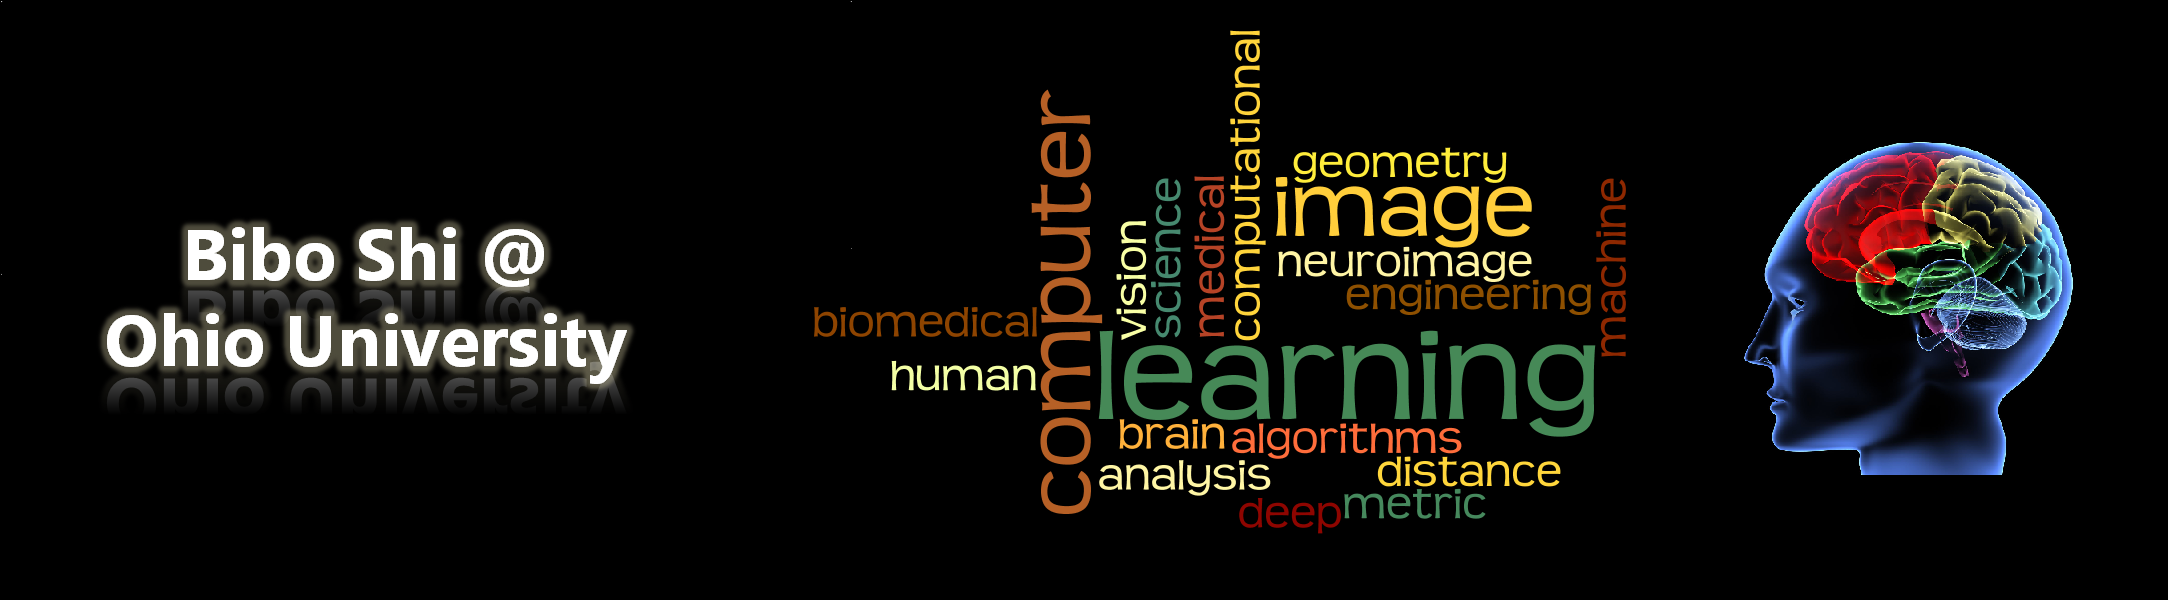 Bibo Shi @
Ohio University
biomedical
human
computer
vision
science
medical
computational
geometry
image
neuroimage
engineering
machine
learning
brain
algorithms
analysis
distance
deep
metric